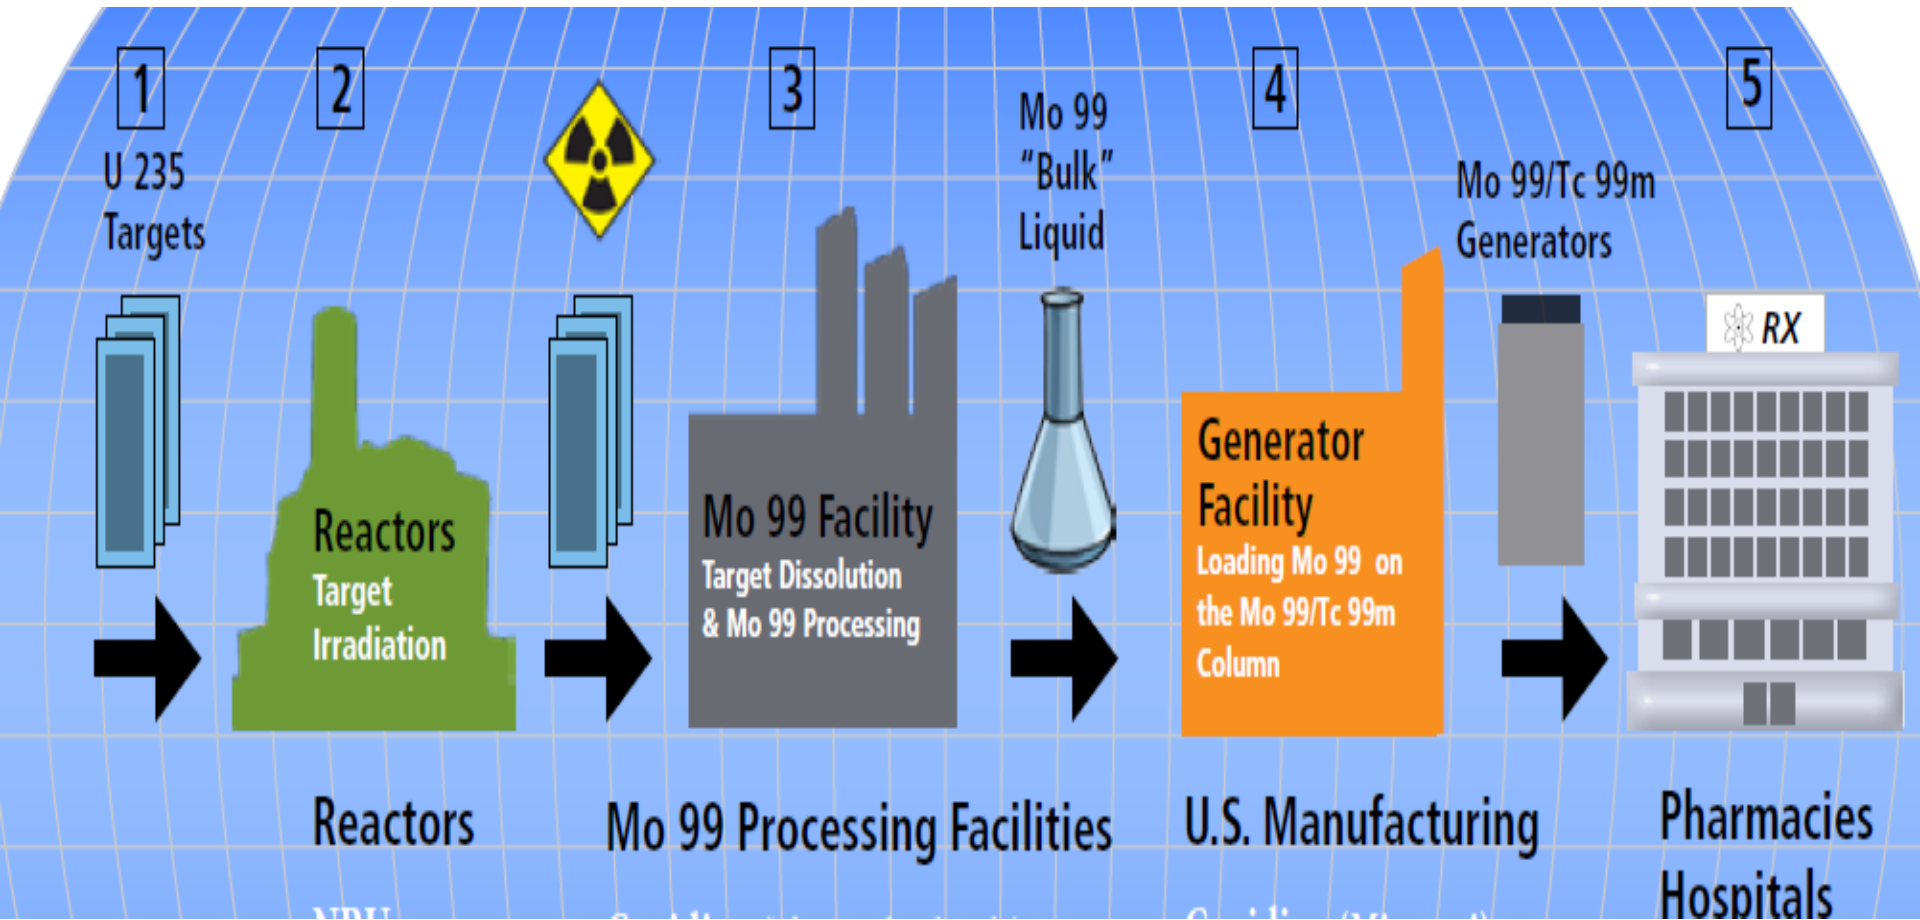 1
U 235
Targets
2
Reactors
Target
Irradiation
3
Mo 99 Facility
Target Dissolution
& Mo 99 Processing
Mo 99
“Bulk”
Liquid
4
Generator
Facility
Loading Mo 99 on
the Mo 99/Tc 99m
Column
Mo 99/Tc 99m
Generators
5
RX
Reactors
Mo 99 Processing Facilities
U.S. Manufacturing
Pharmacies
Hospitals